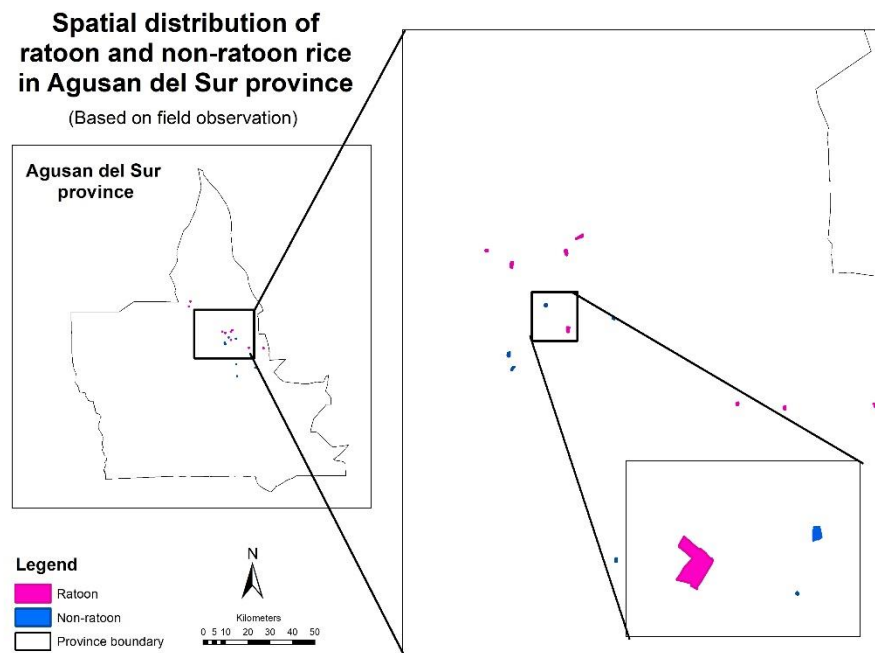 Spatial distribution of
ratoon and non-ratoon rice
in Agusan del Sur province
(Based on field observation)
Agusan del Sur
province
Legend
Ratoon
Non-ratoon
Province boundary
N
Kilometers
0 5 10 20 30 40 50